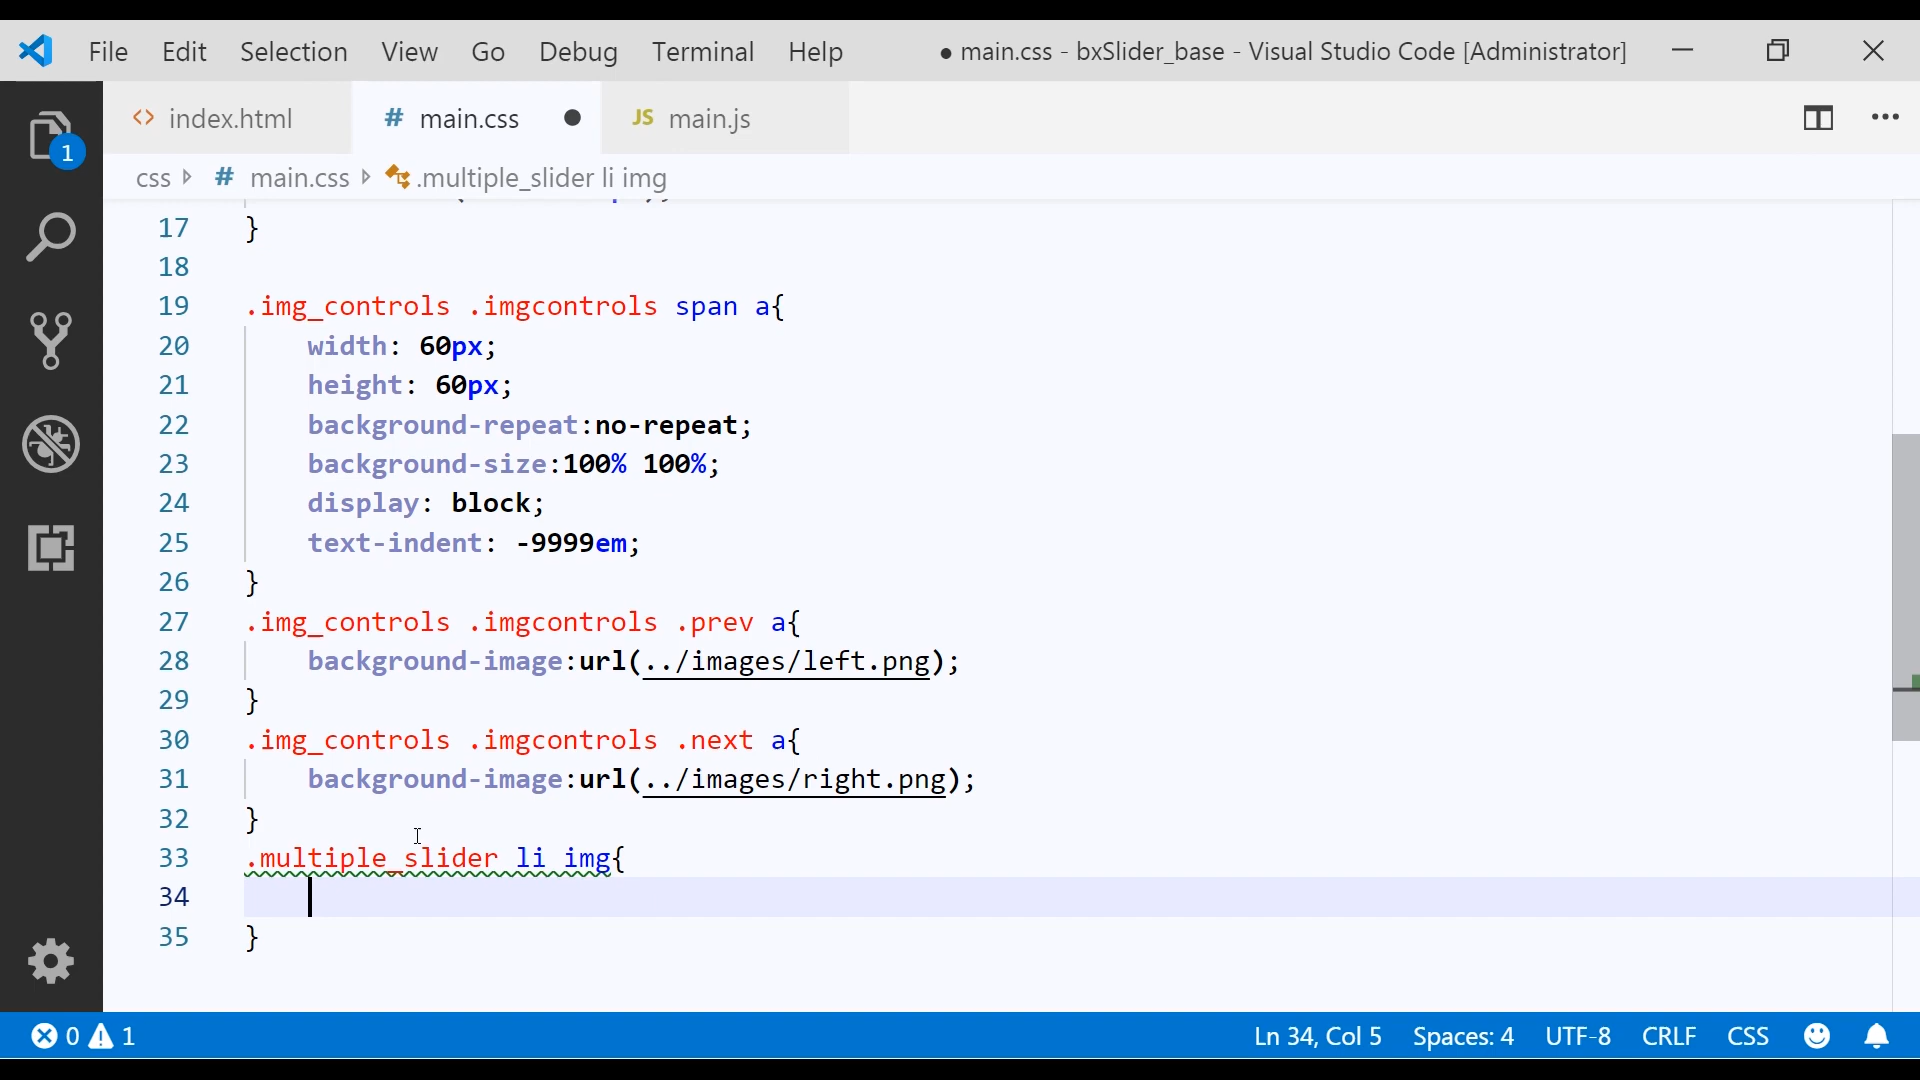 File Edit Selection View Go Debug Terminal Help ● main.css - bxSlider_base - Visual Studio Code [Administrator]
<> index.html # main.css ● JS main.js
1
css # main.css .multiple_slider li img
17 }
18
19 .img_controls .imgcontrols span a{
20 width: 60px;
21 height: 60px;
22 background-repeat:no-repeat;
23 background-size:100% 100%;
24 display: block;
25 text-indent: -9999em;
26 }
27 .img_controls .imgcontrols .prev a{
28 background-image:url(../images/left.png);
29 }
30 .img_controls .imgcontrols .next a{
31 background-image:url(../images/right.png);
32 }
33 .multiple_slider li img{
34
35 }
0 1 Ln 34, Col 5 Spaces: 4 UTF-8 CRLF CSS